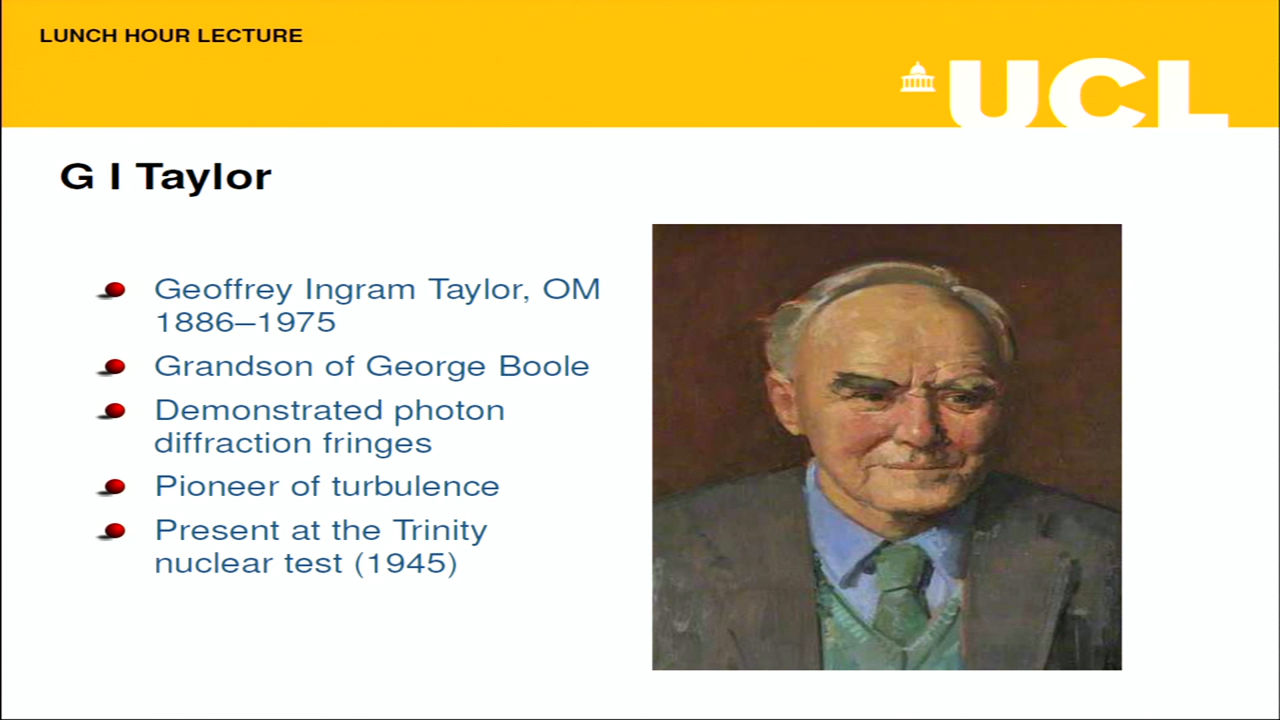 LUNCH HOUR LECTURE
UCL
G I Taylor
Geoffrey Ingram Taylor, OM
1886–1975
Grandson of George Boole
Demonstrated photon
diffraction fringes
Pioneer of turbulence
Present at the Trinity
nuclear test (1945)